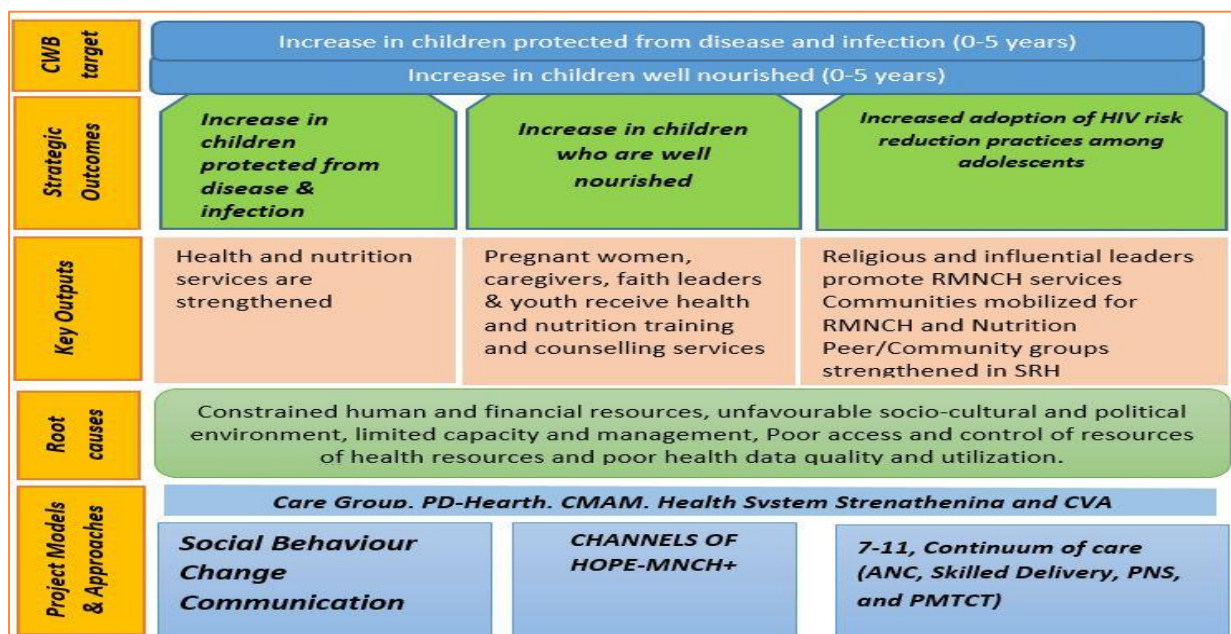 CWB
target
Increase in children protected from disease and infection (0-5 years)
Increase in children well nourished (0-5 years)
Strategic
Outcomes
Increase in
children
protected from
disease &
infection
Increase in children
who are well
nourished
Increased adoption of HIV risk
reduction practices among
adolescents
Key Outputs
Health and nutrition
services are
strengthened
Pregnant women,
caregivers, faith leaders
& youth receive health
and nutrition training
and counselling services
Religious and influential leaders
promote RMNCH services
Communities mobilized for
RMNCH and Nutrition
Peer/Community groups
strengthened in SRH
Root
causes
Constrained human and financial resources, unfavourable socio-cultural and political
environment, limited capacity and management, Poor access and control of resources
of health resources and poor health data quality and utilization.
Project Models
& Approaches
Care Group, PD-Hearth, CMAM, Health System Strengthening and CVA
Social Behaviour
Change
Communication
CHANNELS OF
HOPE-MNCH+
7-11, Continuum of care
(ANC, Skilled Delivery, PNS,
and PMTCT)